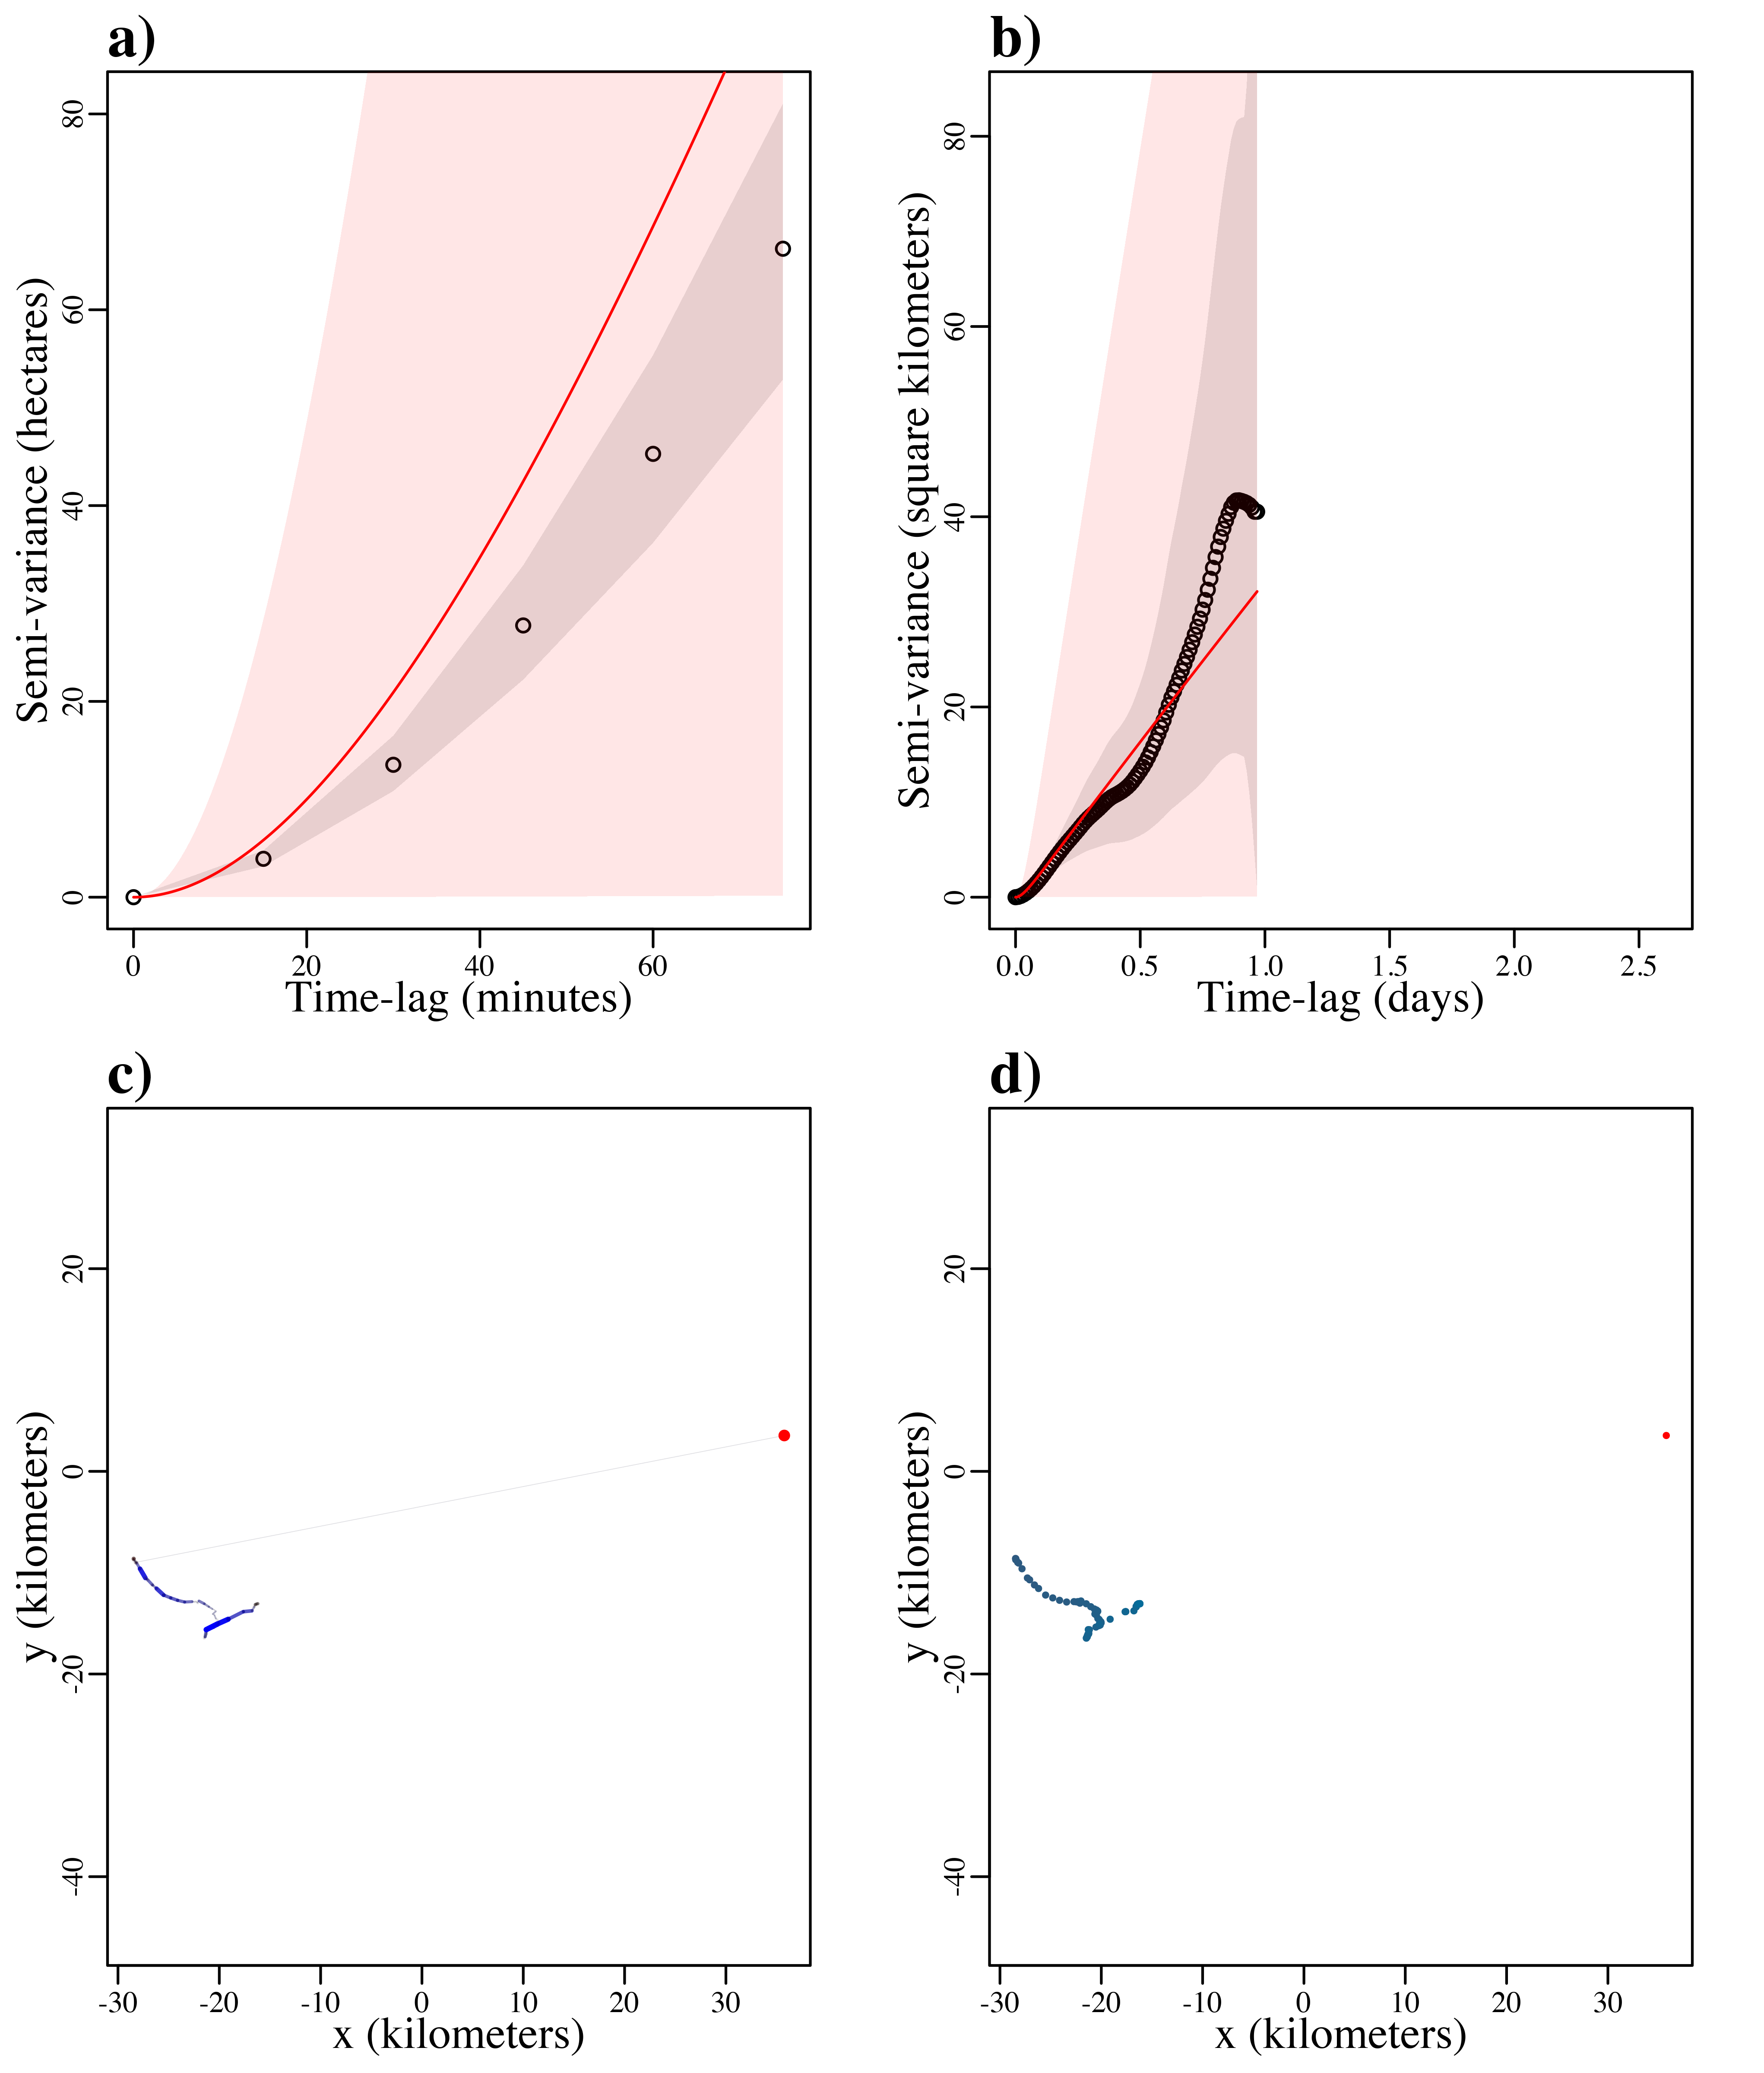 a)
Semi-variance (hectares)
0 20 40 60 80
0 20 40 60
Time-lag (minutes)
b)
Semi-variance (square kilometers)
0 20 40 60 80
0.0 0.5 1.0 1.5 2.0 2.5
Time-lag (days)
c)
y (kilometers)
-40 -20 0 20
-30 -20 -10 0 10 20 30
x (kilometers)
d)
y (kilometers)
-40 -20 0 20
-30 -20 -10 0 10 20 30
x (kilometers)